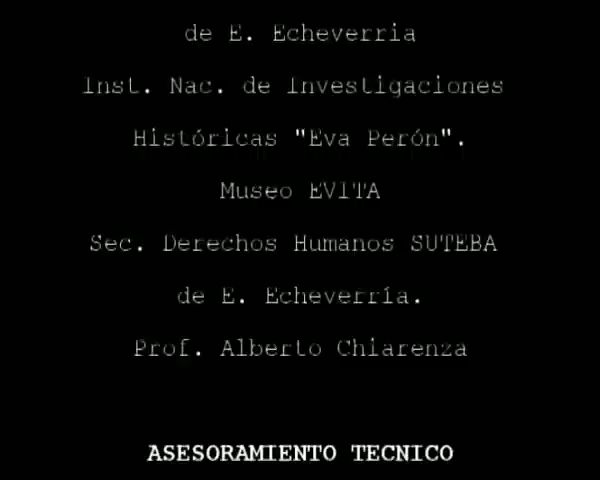 de E. Echeverria
Inst. Nac. de Investigaciones
Históricas "Eva Perón".
Museo EVITA
Sec. Derechos Humanos SUTEBA
de E. Echeverría.
Prof. Alberto Chiarenza
ASESORAMIENTO TECNICO